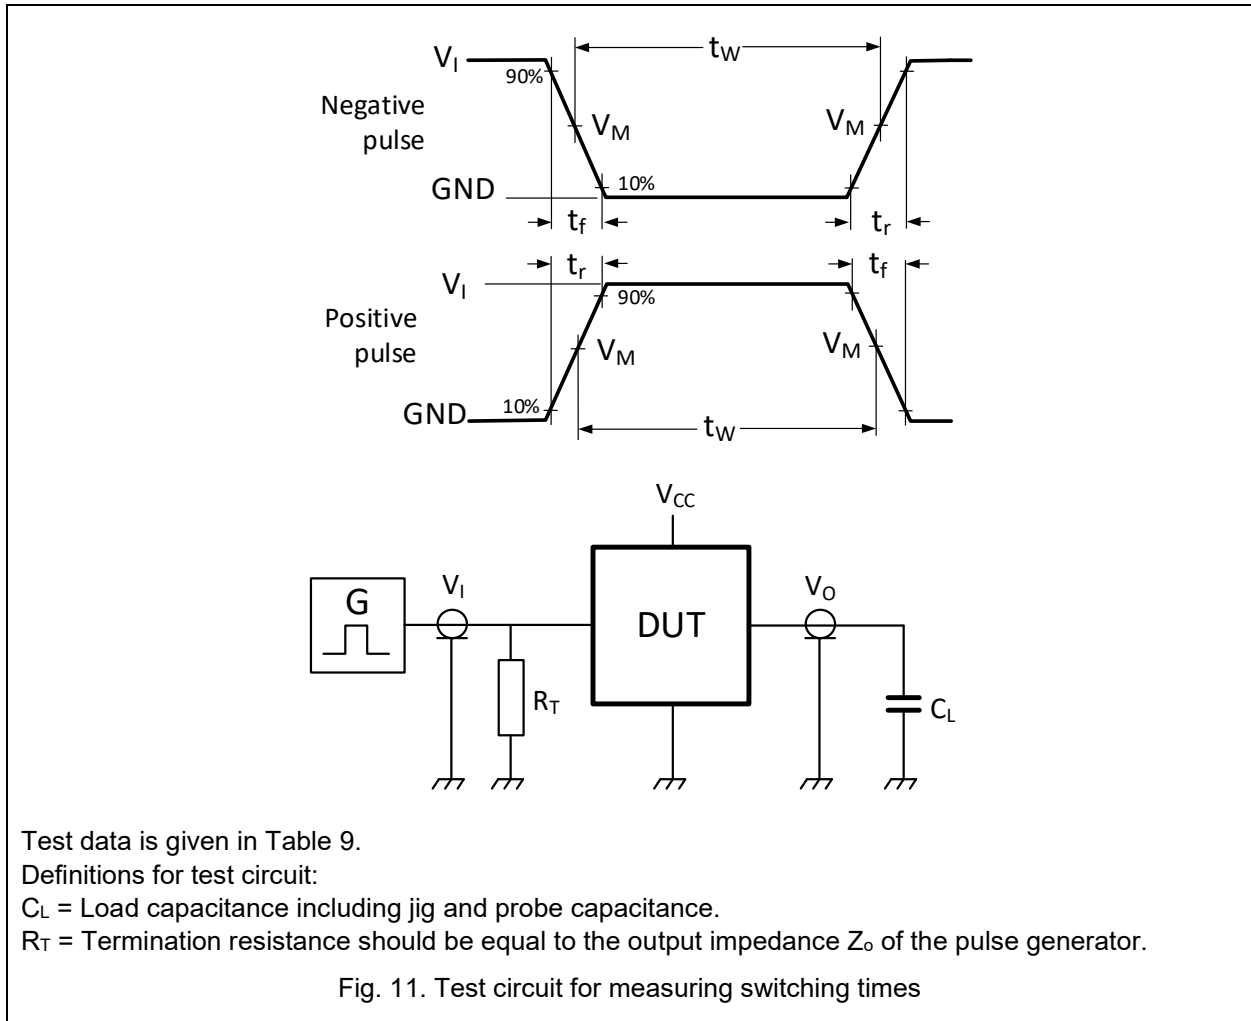 t_W
V_I
90%
Negative
pulse
V_M
V_M
GND
10%
t_f
t_r
t_r
t_f
V_I
90%
Positive
pulse
V_M
V_M
GND
10%
t_W
V_CC
V_I
V_O
G
DUT
R_T
C_L
Test data is given in Table 9.
Definitions for test circuit:
C_L = Load capacitance including jig and probe capacitance.
R_T = Termination resistance should be equal to the output impedance Z_o of the pulse generator.
Fig. 11. Test circuit for measuring switching times